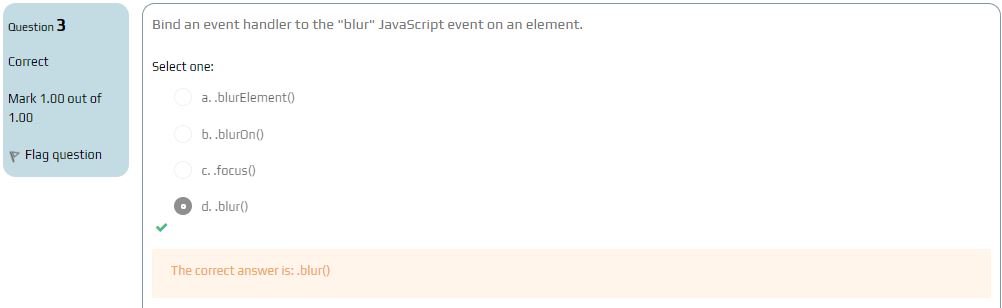 Question 3
Correct
Mark 1.00 out of
1.00
Flag question
Bind an event handler to the "blur" JavaScript event on an element.
Select one:
a. .blurElement()
b. .blurOn()
c. .focus()
d. .blur()
The correct answer is: .blur()